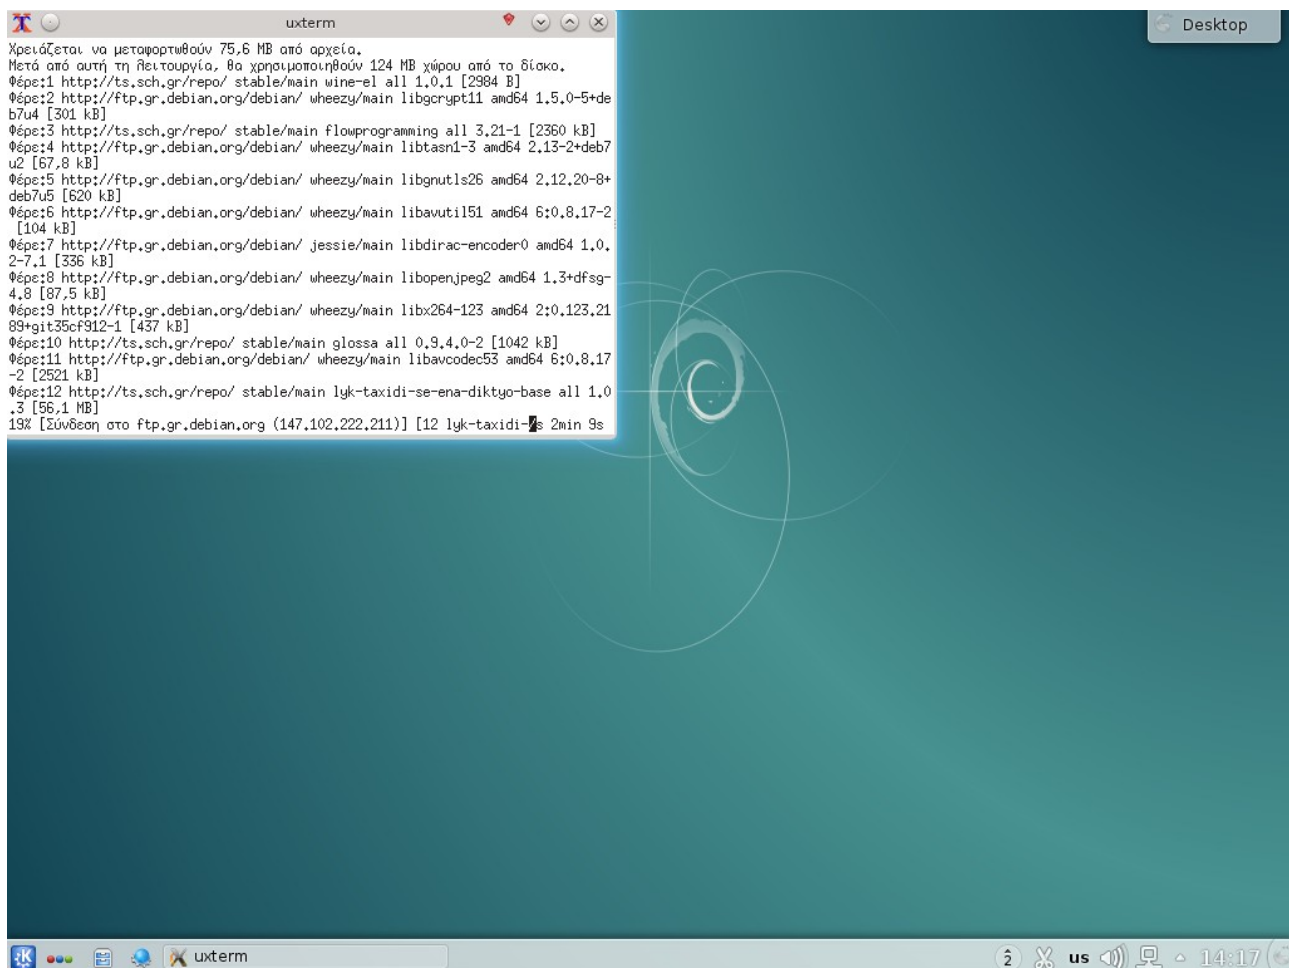 uxterm
Desktop
Χρειάζεται να μεταφορτωθούν 75,6 MB από αρχεία.
Μετά από αυτή τη λειτουργία, θα χρησιμοποιηθούν 124 MB χώρου από το δίσκο.
Φέρε:1 http://ts.sch.gr/repo/ stable/main wine-el all 1.0.1 [2984 B]
Φέρε:2 http://ftp.gr.debian.org/debian/ wheezy/main libgcrypt11 amd64 1.5.0-5+de
b7u4 [301 kB]
Φέρε:3 http://ts.sch.gr/repo/ stable/main flowprogramming all 3.21-1 [2360 kB]
Φέρε:4 http://ftp.gr.debian.org/debian/ wheezy/main libtasn1-3 amd64 2.13-2+deb7
u2 [67,8 kB]
Φέρε:5 http://ftp.gr.debian.org/debian/ wheezy/main libgnutls26 amd64 2.12.20-8+
deb7u5 [620 kB]
Φέρε:6 http://ftp.gr.debian.org/debian/ wheezy/main libavutil51 amd64 6:0.8.17-2
[104 kB]
Φέρε:7 http://ftp.gr.debian.org/debian/ jessie/main libdirac-encoder0 amd64 1.0.
2-7.1 [336 kB]
Φέρε:8 http://ftp.gr.debian.org/debian/ wheezy/main libopenjpeg2 amd64 1.3+dfsg-
4.8 [87,5 kB]
Φέρε:9 http://ftp.gr.debian.org/debian/ wheezy/main libx264-123 amd64 2:0.123.21
89+git35cf912-1 [437 kB]
Φέρε:10 http://ts.sch.gr/repo/ stable/main glossa all 0.9.4.0-2 [1042 kB]
Φέρε:11 http://ftp.gr.debian.org/debian/ wheezy/main libavcodec53 amd64 6:0.8.17
-2 [2521 kB]
Φέρε:12 http://ts.sch.gr/repo/ stable/main lyk-taxidi-se-ena-diktyo-base all 1.0
.3 [56,1 MB]
19% [Σύνδεση στο ftp.gr.debian.org (147.102.222.211)] [12 lyk-taxidi-/s 2min 9s
uxterm
2
us
14:17